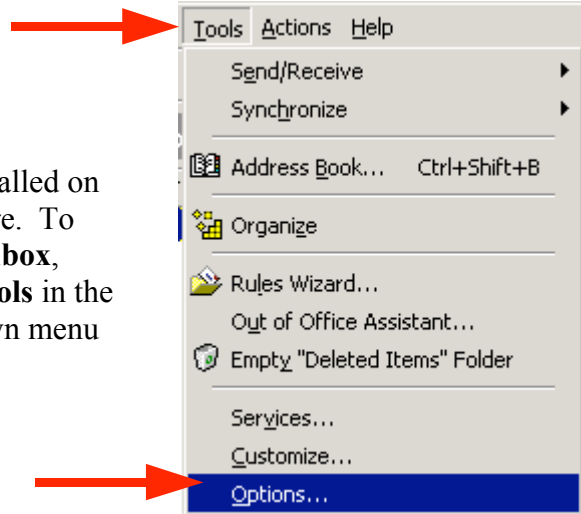 Tools Actions Help
Send/Receive
Synchronize
Address Book... Ctrl+Shift+B
Organize
Rules Wizard...
Out of Office Assistant...
Empty "Deleted Items" Folder
Services...
Customize...
Options...
alled on
To
box,
ols in the
menu